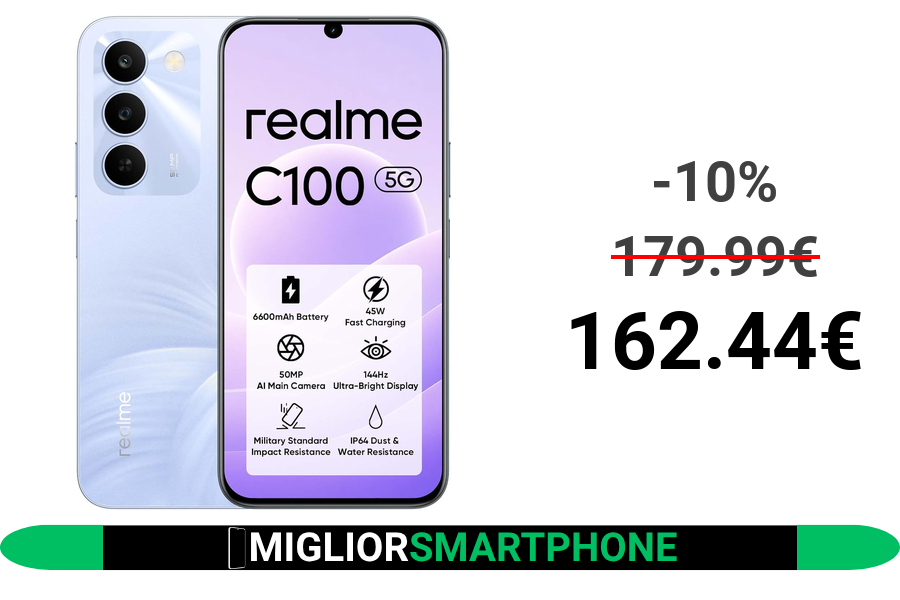 realme
C100 5G
6600mAh Battery
45W
Fast Charging
50MP
AI Main Camera
144Hz
Ultra-Bright Display
Military Standard
Impact Resistance
IP64 Dust &
Water Resistance
realme
-10%
179.99€
162.44€
MIGLIORSMARTPHONE